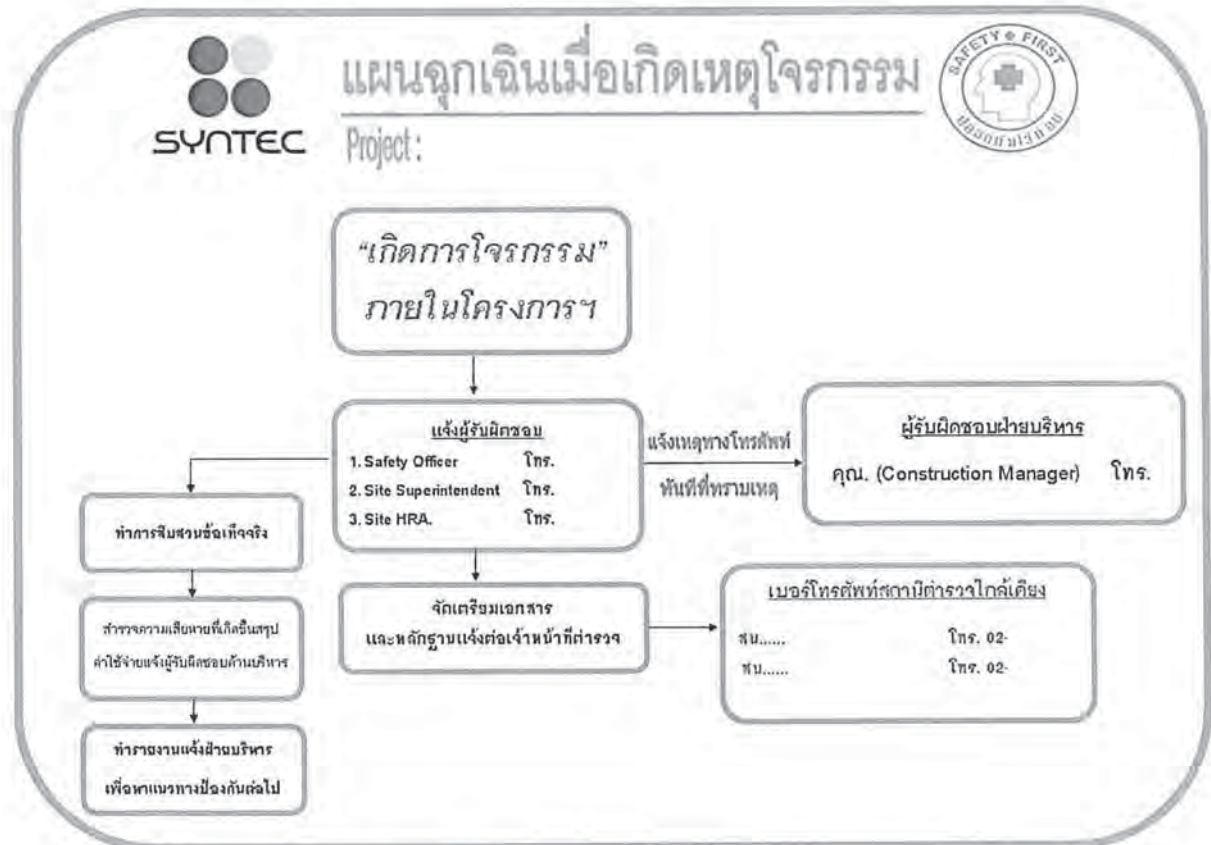 SYNTEC
แผนฉุกเฉินเมื่อเกิดเหตุโจรกรรม
Project :
SAFETY FIRST
ปลอดภัยไว้ก่อน
“เกิดการโจรกรรม”
ภายในโครงการฯ
แจ้งผู้รับผิดชอบ
1. Safety Officer โทร.
2. Site Superintendent โทร.
3. Site HRA. โทร.
แจ้งเหตุทางโทรศัพท์
ทันทีที่ทราบเหตุ
ผู้รับผิดชอบฝ่ายบริหาร
คุณ. (Construction Manager) โทร.
ทำการสืบสวนข้อเท็จจริง
สำรวจความเสียหายที่เกิดขึ้นสรุป
ค่าใช้จ่ายแจ้งผู้รับผิดชอบด้านบริหาร
ทำรายงานแจ้งฝ่ายบริหาร
เพื่อหาแนวทางป้องกันต่อไป
จัดเตรียมเอกสาร
และหลักฐานแจ้งต่อเจ้าหน้าที่ตำรวจ
เบอร์โทรศัพท์สถานีตำรวจใกล้เคียง
สน...... โทร. 02-
สน...... โทร. 02-